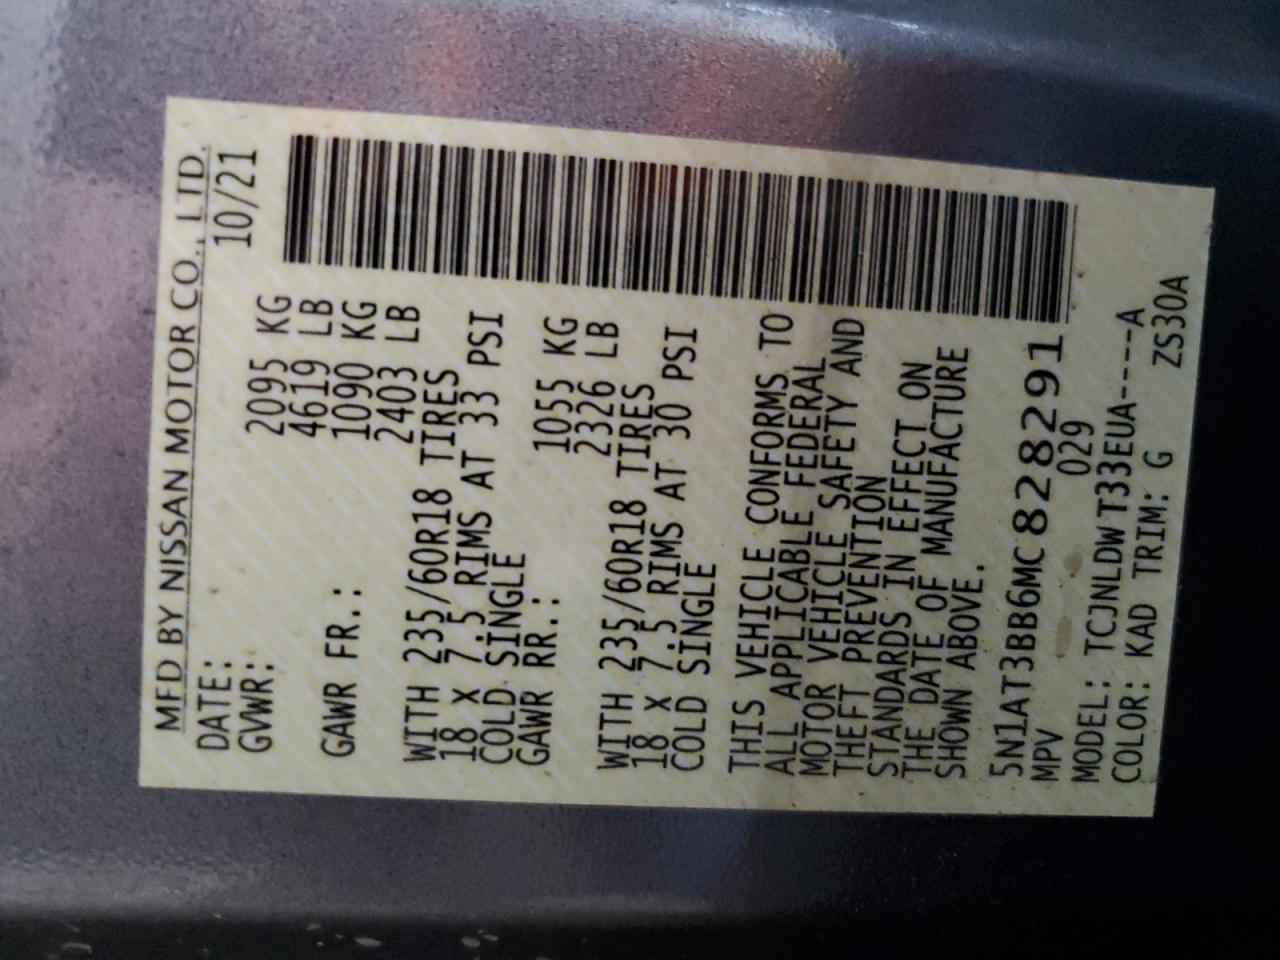 MFD BY NISSAN MOTOR CO., LTD.
DATE: 10/21
GVWR: 2095 KG
4619 LB
GAWR FR.: 1090 KG
2403 LB
WITH 235/60R18 TIRES
18 X 7.5 RIMS AT 33 PSI
COLD SINGLE
GAWR RR.: 1055 KG
2326 LB
WITH 235/60R18 TIRES
18 X 7.5 RIMS AT 30 PSI
COLD SINGLE
THIS VEHICLE CONFORMS TO
ALL APPLICABLE FEDERAL
MOTOR VEHICLE SAFETY AND
THEFT PREVENTION
STANDARDS IN EFFECT ON
THE DATE OF MANUFACTURE
SHOWN ABOVE.
5N1AT3BB6MC828291
MPV 029
MODEL: TCJNLDWT33EUA-----A
COLOR: KAD TRIM: G ZS30A